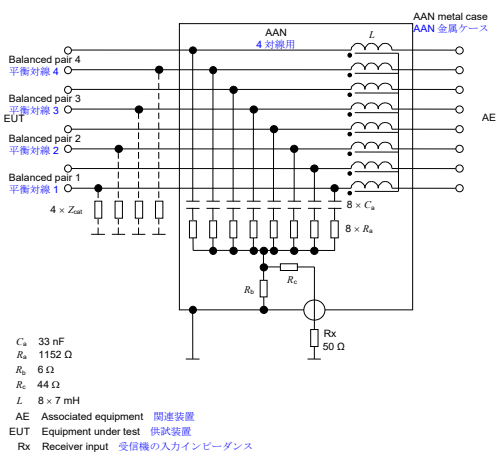 AAN metal case
AAN 金属ケース
AAN
4 対線用
L
Balanced pair 4
平衡対線 4
Balanced pair 3
平衡対線 3
EUT
AE
Balanced pair 2
平衡対線 2
Balanced pair 1
平衡対線 1
4 × Zcat
8 × Ca
8 × Ra
Rc
Rb
Rx
50 Ω
Ca 33 nF
Ra 1152 Ω
Rb 6 Ω
Rc 44 Ω
L 8 × 7 mH
AE Associated equipment 関連装置
EUT Equipment under test 供試装置
Rx Receiver input 受信機の入力インピーダンス